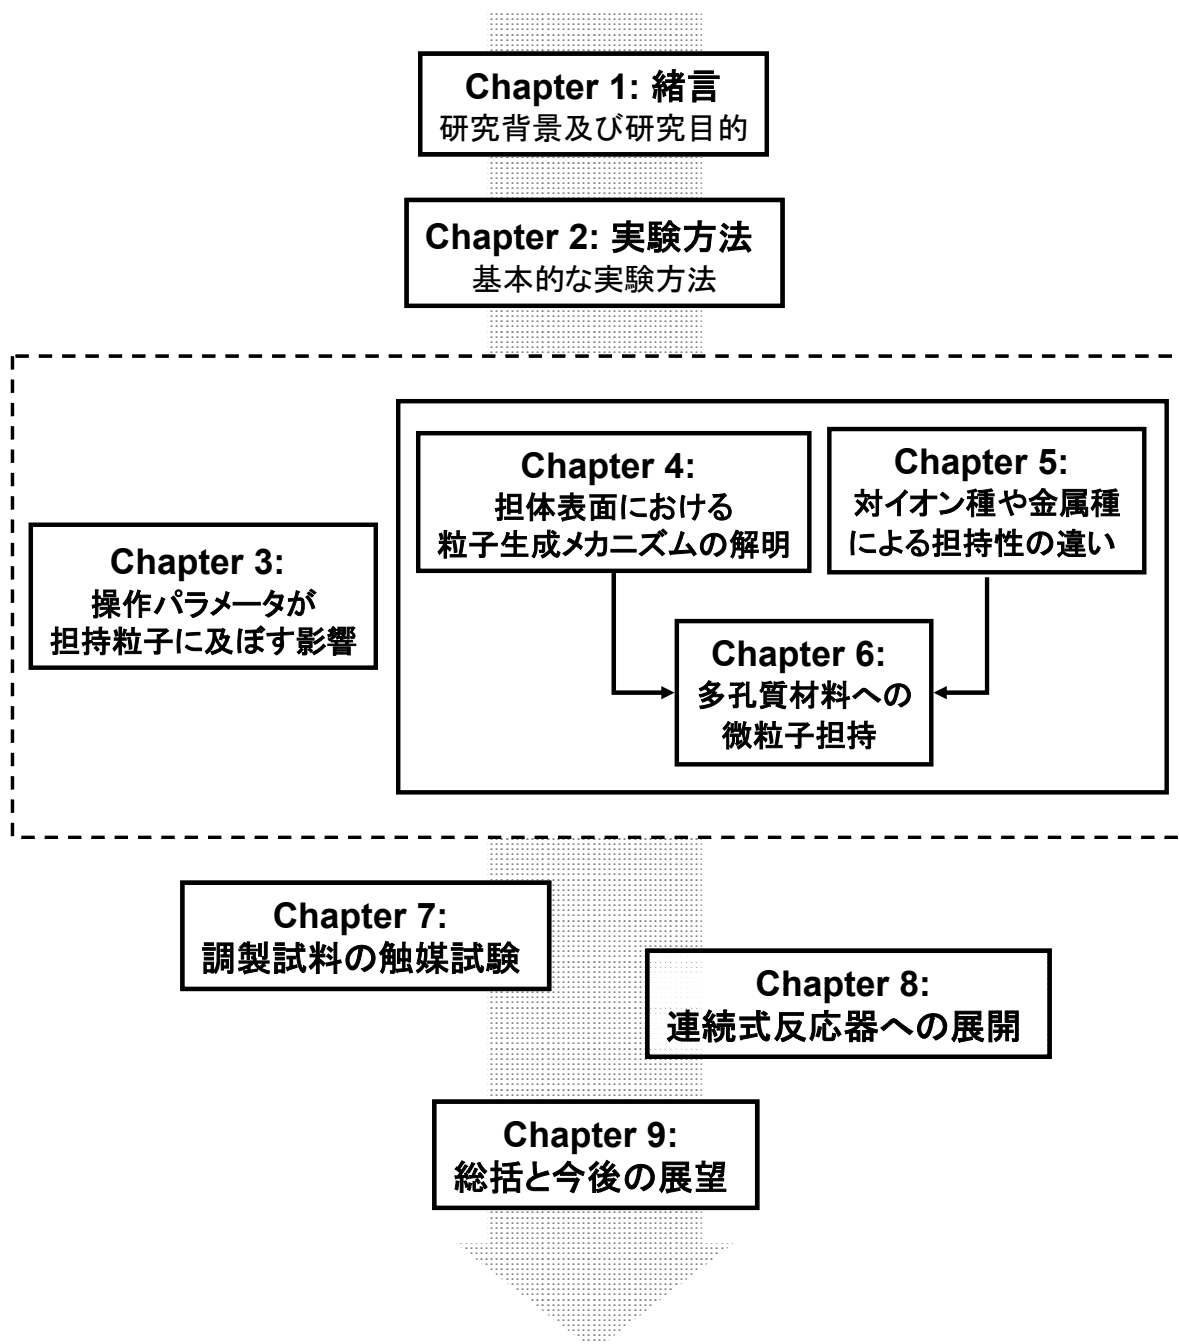 Chapter 1: 緒言
研究背景及び研究目的
Chapter 2: 実験方法
基本的な実験方法
Chapter 3:
操作パラメータが
担持粒子に及ぼす影響
Chapter 4:
担体表面における
粒子生成メカニズムの解明
Chapter 5:
対イオン種や金属種
による担持性の違い
Chapter 6:
多孔質材料への
微粒子担持
Chapter 7:
調製試料の触媒試験
Chapter 8:
連続式反応器への展開
Chapter 9:
総括と今後の展望